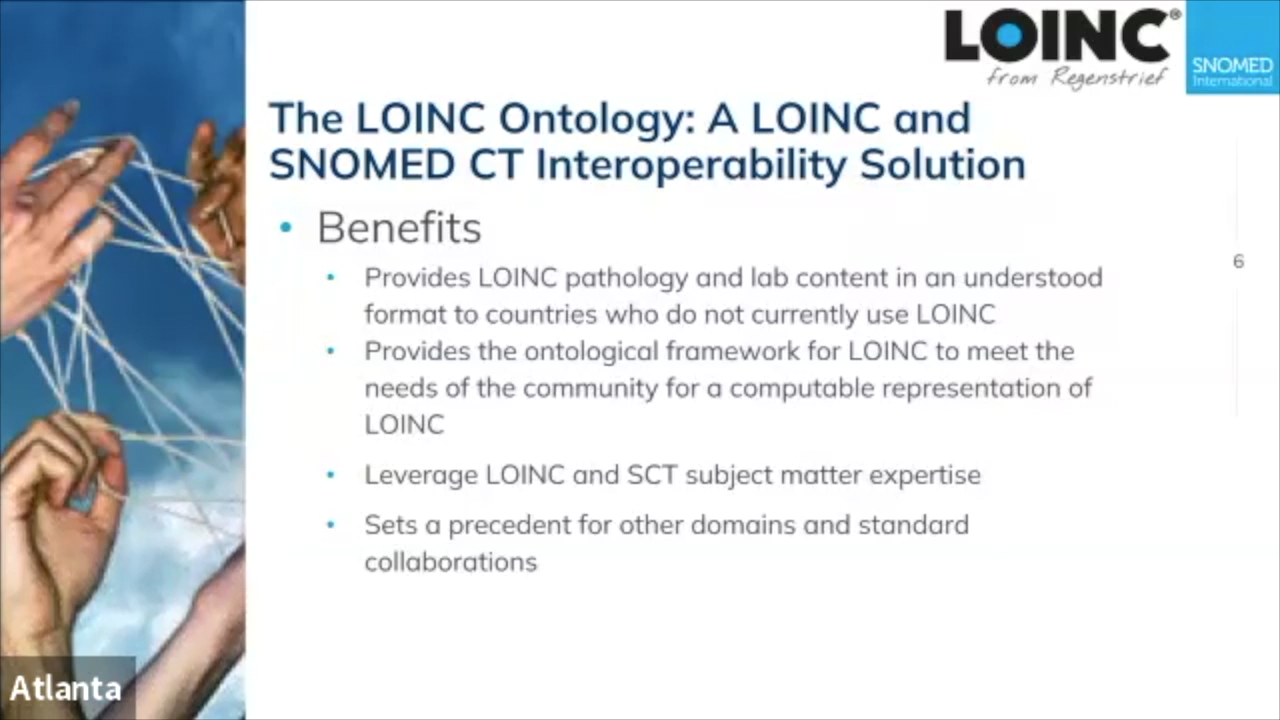 LOINC®
from Regenstrief
SNOMED
International
The LOINC Ontology: A LOINC and
SNOMED CT Interoperability Solution
• Benefits
• Provides LOINC pathology and lab content in an understood
format to countries who do not currently use LOINC
• Provides the ontological framework for LOINC to meet the
needs of the community for a computable representation of
LOINC
• Leverage LOINC and SCT subject matter expertise
• Sets a precedent for other domains and standard
collaborations
6
Atlanta